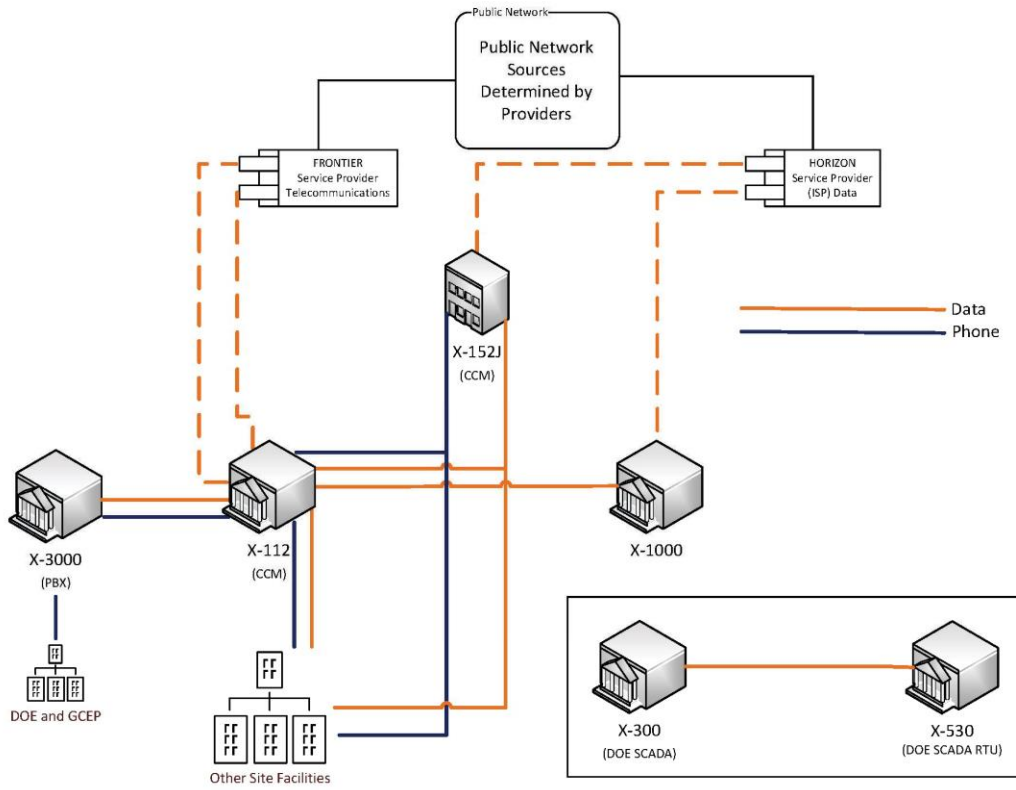 Public Network
Public Network
Sources
Determined by
Providers
FRONTIER
Service Provider
Telecommunications
HORIZON
Service Provider
(ISP) Data
Data
Phone
X-152J
(CCM)
X-3000
(PBX)
X-112
(CCM)
X-1000
DOE and GCEP
Other Site Facilities
X-300
(DOE SCADA)
X-530
(DOE SCADA RTU)